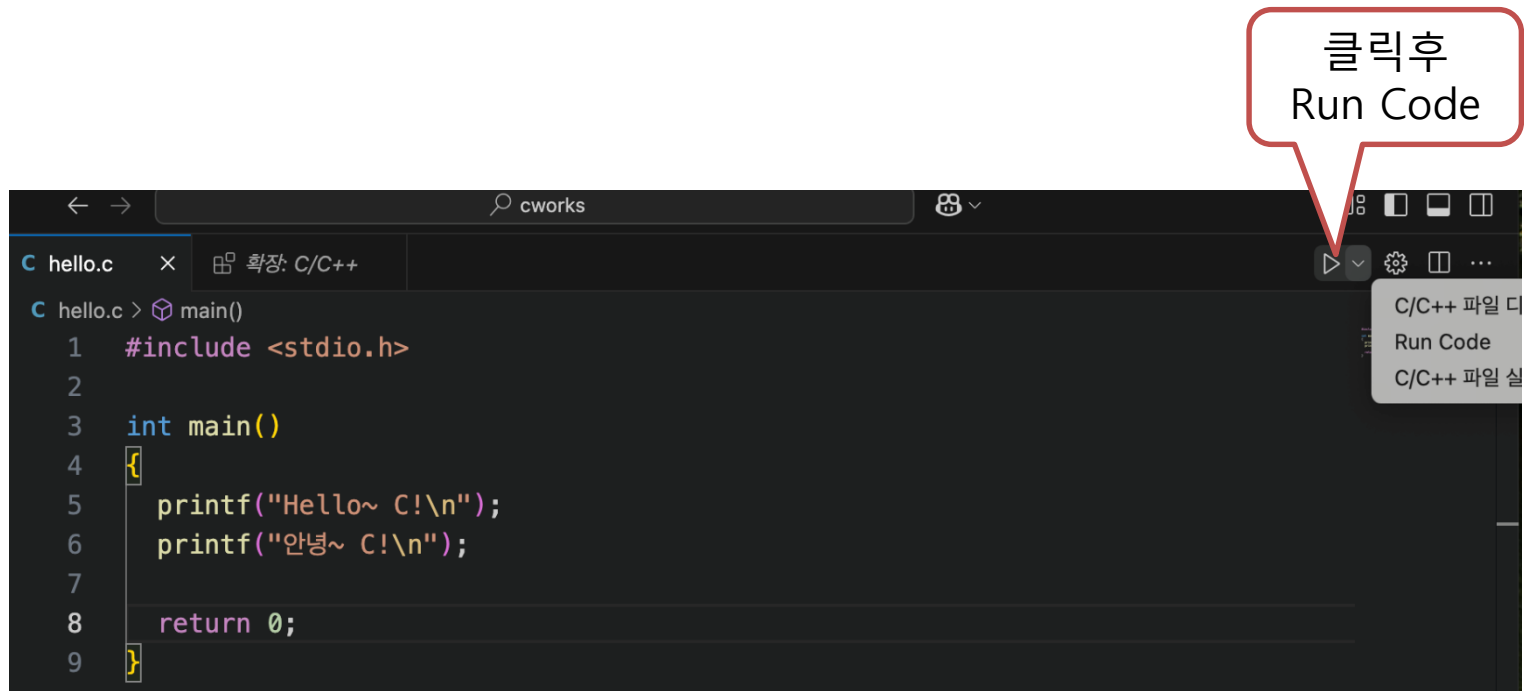 클릭후
Run Code
cworks
C hello.c
확장: C/C++
C hello.c > main()
C/C++ 파일
Run Code
C/C++ 파일
1 #include <stdio.h>
2
3 int main()
4 {
5 printf("Hello~ C!\n");
6 printf("안녕~ C!\n");
7
8 return 0;
9 }